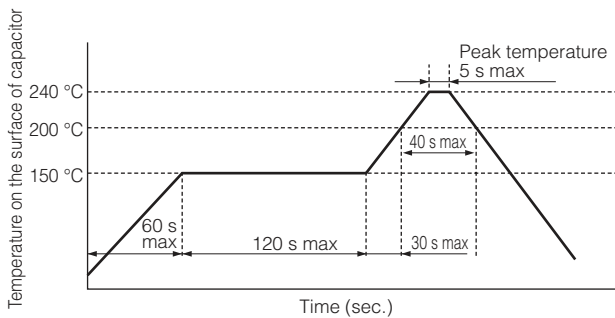 Temperature on the surface of capacitor
Peak temperature
5 s max
240 °C
200 °C
40 s max
150 °C
60 s
max
120 s max
30 s max
Time (sec.)